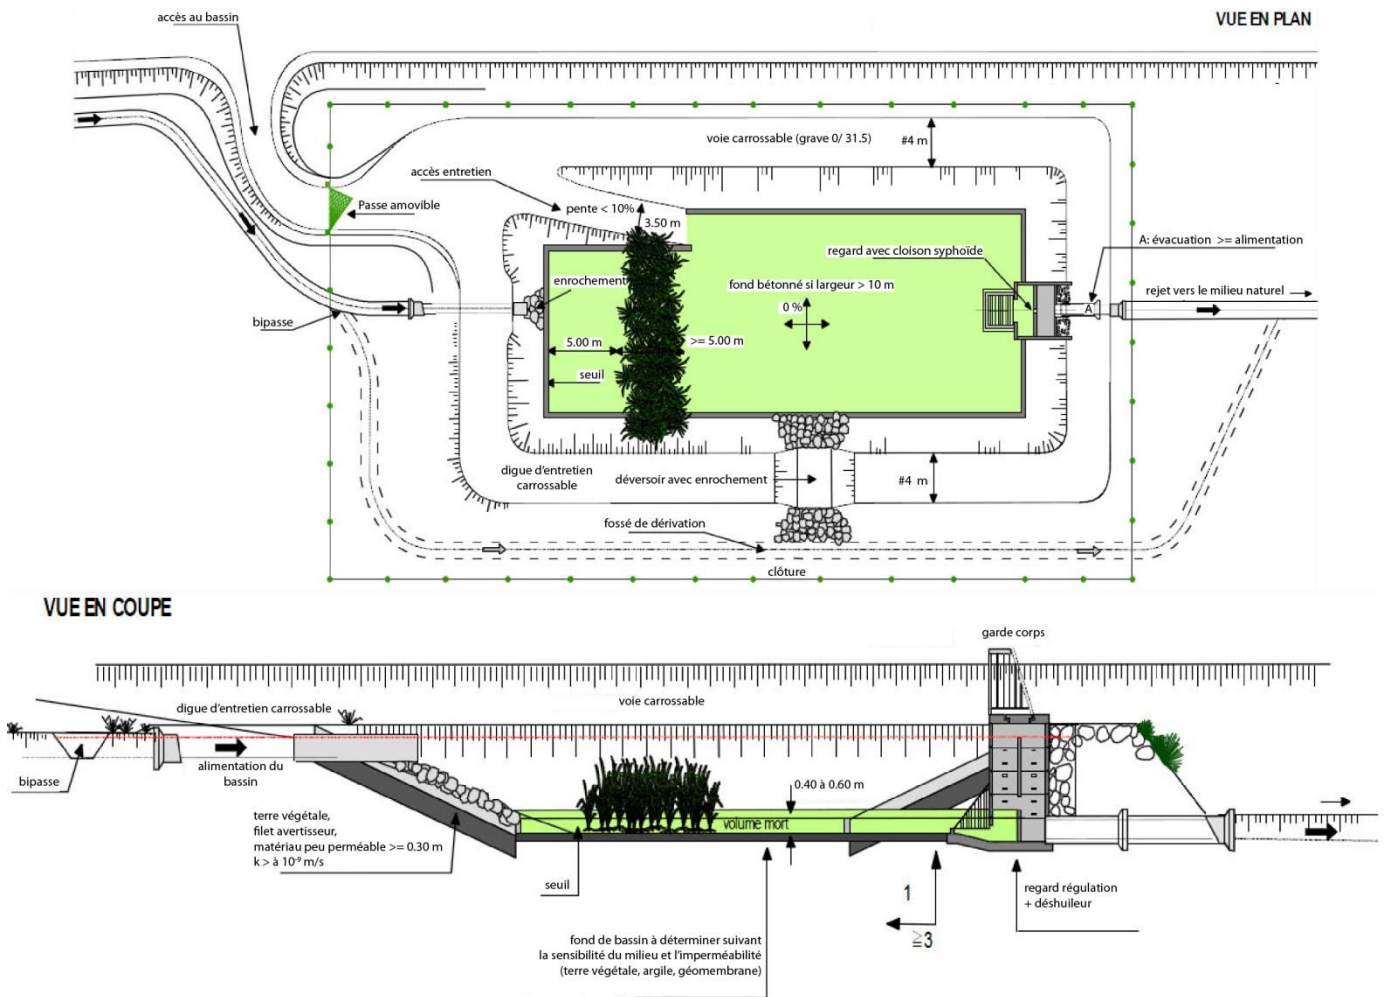 accès au bassin
VUE EN PLAN
voie carrossable (grave 0/ 31.5)
#4 m
accès entretien
Passe amovible
pente < 10%
3.50 m
A: évacuation >= alimentation
regard avec cloison syphoïde
enrochement
fond bétonné si largeur > 10 m
rejet vers le milieu naturel
0 %
A
bipasse
5.00 m
>= 5.00 m
seuil
digue d'entretien
carrossable
déversoir avec enrochement
#4 m
fossé de dérivation
clôture
VUE EN COUPE
garde corps
voie carrossable
digue d'entretien carrossable
alimentation du
bassin
bipasse
0.40 à 0.60 m
volume mort
terre végétale,
filet avertisseur,
matériau peu perméable >= 0.30 m
k > à 10⁻⁹ m/s
seuil
1
≧3
regard régulation
+ déshuileur
fond de bassin à déterminer suivant
la sensibilité du milieu et l'imperméabilité
(terre végétale, argile, géomembrane)